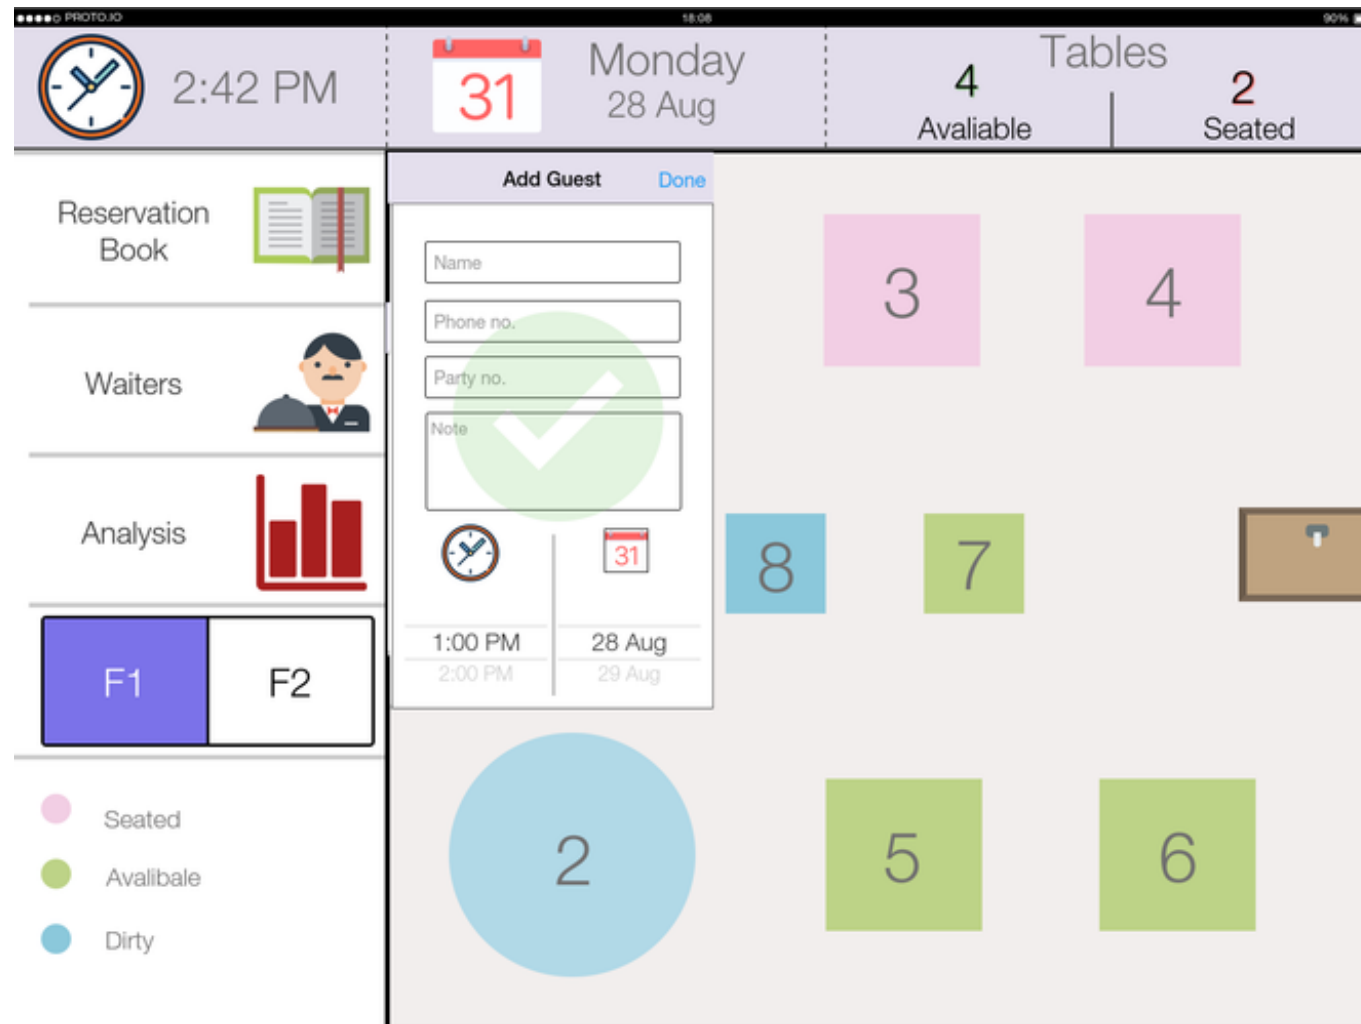 PROTO.IO 18:08 90%
2:42 PM
31
Monday
28 Aug
Tables
4
Avaliable
2
Seated
Reservation
Book
Waiters
Analysis
F1 F2
Seated
Avalibale
Dirty
Add Guest Done
Name
Phone no.
Party no.
Note
31
1:00 PM 28 Aug
2:00 PM 29 Aug
3 4
8 7
2 5 6